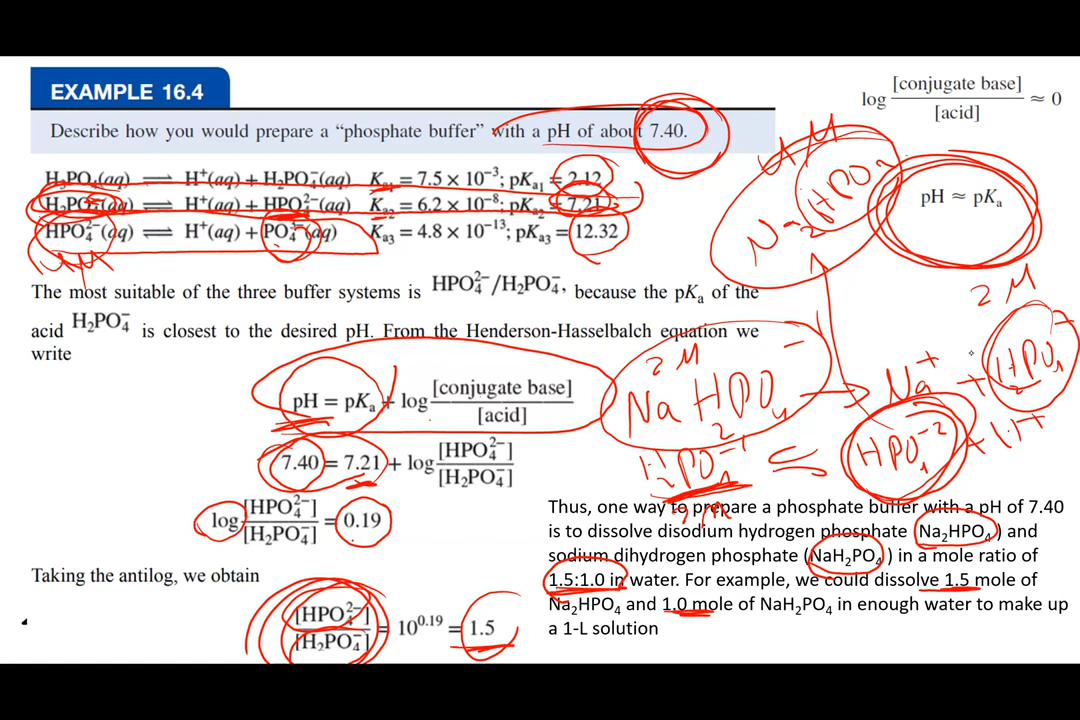 EXAMPLE 16.4
Describe how you would prepare a “phosphate buffer” with a pH of about 7.40.
log [conjugate base]/[acid] ≈ 0
pH ≈ pKₐ
H₃PO₄(aq) ⇌ H⁺(aq) + H₂PO₄⁻(aq) Kₐ₁ = 7.5 × 10⁻³; pKₐ₁ = 2.12
H₂PO₄⁻(aq) ⇌ H⁺(aq) + HPO₄²⁻(aq) Kₐ₂ = 6.2 × 10⁻⁸; pKₐ₂ = 7.21
HPO₄²⁻(aq) ⇌ H⁺(aq) + PO₄³⁻(aq) Kₐ₃ = 4.8 × 10⁻¹³; pKₐ₃ = 12.32
The most suitable of the three buffer systems is HPO₄²⁻/H₂PO₄⁻, because the pKₐ of the
acid H₂PO₄⁻ is closest to the desired pH. From the Henderson-Hasselbalch equation we
write
pH = pKₐ + log [conjugate base]/[acid]
7.40 = 7.21 + log [HPO₄²⁻]/[H₂PO₄⁻]
log [HPO₄²⁻]/[H₂PO₄⁻] = 0.19
Taking the antilog, we obtain
[HPO₄²⁻]/[H₂PO₄⁻] = 10⁰·¹⁹ = 1.5
2 M
Na H₂PO₄ → Na⁺ + H₂PO₄⁻
2 M
H₂PO₄⁻¹ ⇆ HPO₄⁻² + H+
Na₂HPO₄
Thus, one way to prepare a phosphate buffer with a pH of 7.40
is to dissolve disodium hydrogen phosphate (Na₂HPO₄) and
sodium dihydrogen phosphate (NaH₂PO₄) in a mole ratio of
1.5:1.0 in water. For example, we could dissolve 1.5 mole of
Na₂HPO₄ and 1.0 mole of NaH₂PO₄ in enough water to make up
a 1-L solution